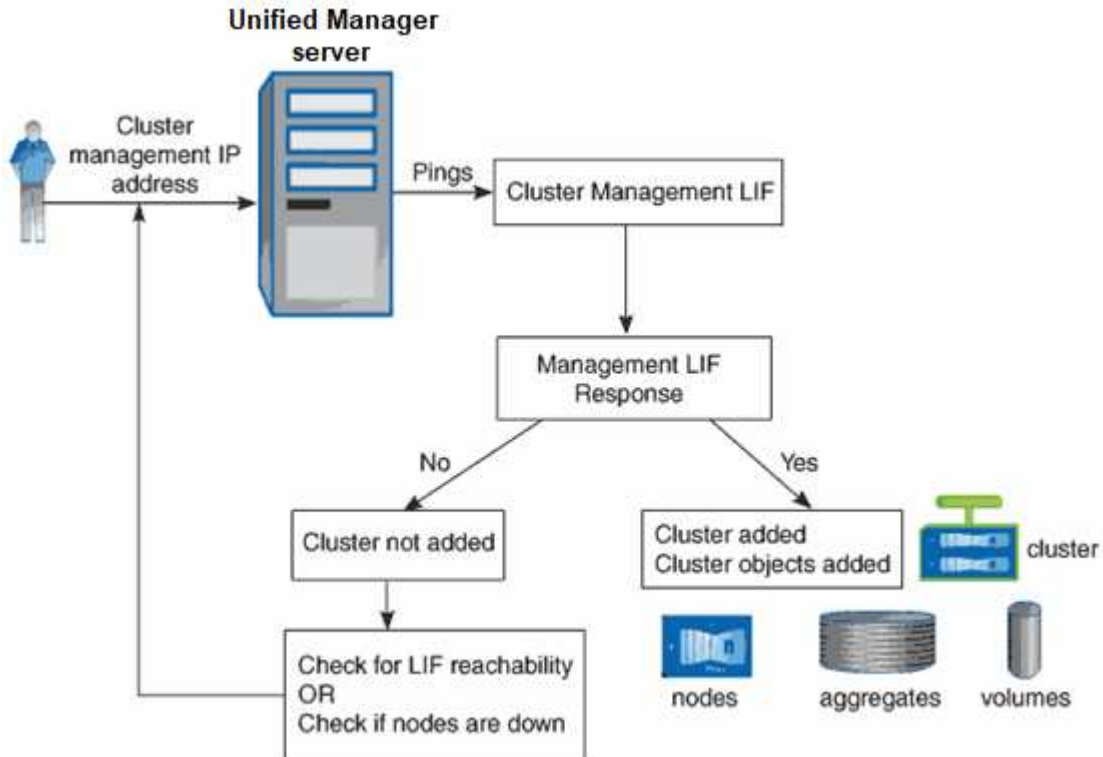 Unified Manager
server
Cluster
management IP
address
Pings
Cluster Management LIF
Management LIF
Response
No
Yes
Cluster not added
Cluster added
Cluster objects added
cluster
Check for LIF reachability
OR
Check if nodes are down
nodes
aggregates
volumes